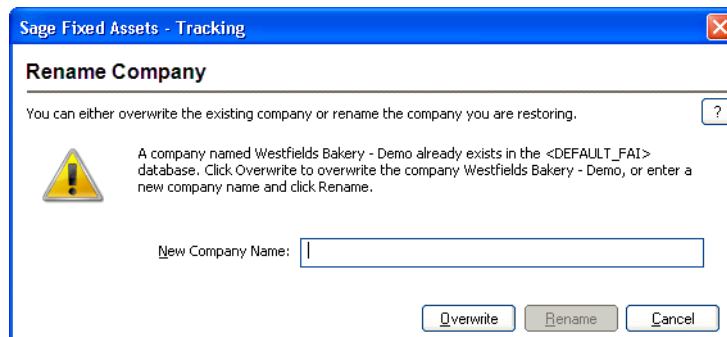 Sage Fixed Assets - Tracking
Rename Company
You can either overwrite the existing company or rename the company you are restoring.
?
A company named Westfields Bakery - Demo already exists in the <DEFAULT_FAI>
database. Click Overwrite to overwrite the company Westfields Bakery - Demo, or enter a
new company name and click Rename.
New Company Name:
Overwrite Rename Cancel